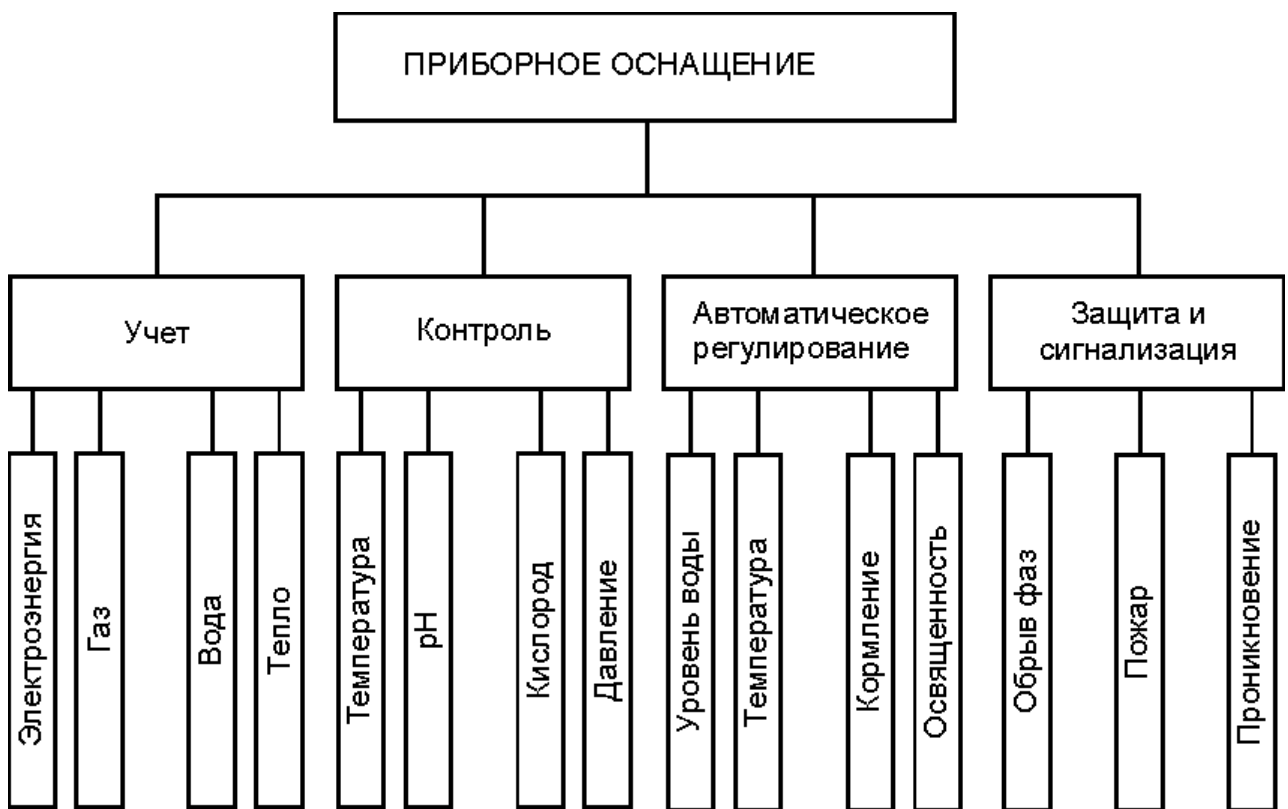 ПРИБОРНОЕ ОСНАЩЕНИЕ
Учет
Контроль
Автоматическое
регулирование
Защита и
сигнализация
Электроэнергия
Газ
Вода
Тепло
Температура
pH
Кислород
Давление
Уровень воды
Температура
Кормление
Освященность
Обрыв фаз
Пожар
Проникновение